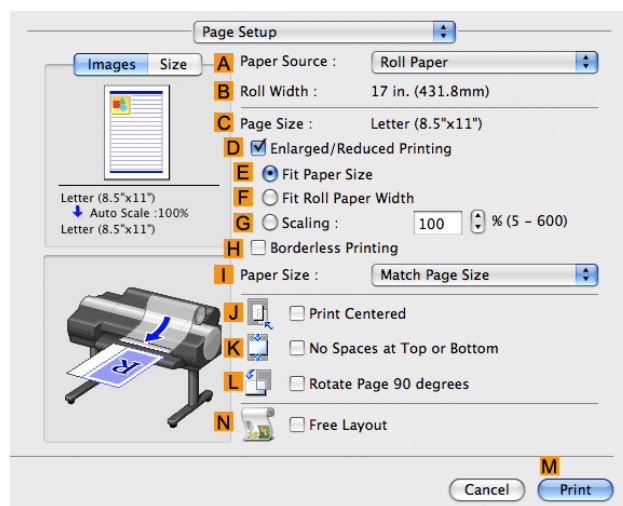 Page Setup
Images Size
A Paper Source : Roll Paper
B Roll Width : 17 in. (431.8mm)
C Page Size : Letter (8.5"x11")
D Enlarged/Reduced Printing
E Fit Paper Size
F Fit Roll Paper Width
G Scaling : 100 % (5 - 600)
H Borderless Printing
Letter (8.5"x11")
Auto Scale :100%
Letter (8.5"x11")
I Paper Size : Match Page Size
J Print Centered
K No Spaces at Top or Bottom
L Rotate Page 90 degrees
R
N Free Layout
M
Cancel Print